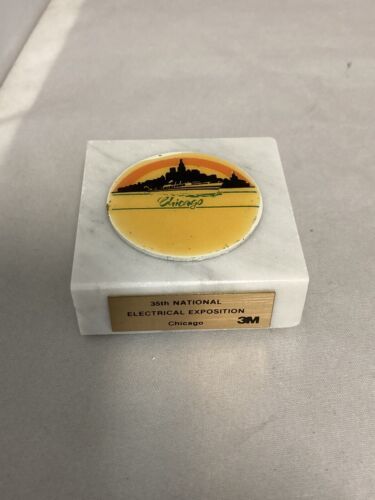 Chicago
35th NATIONAL
ELECTRICAL EXPOSITION
Chicago 3M